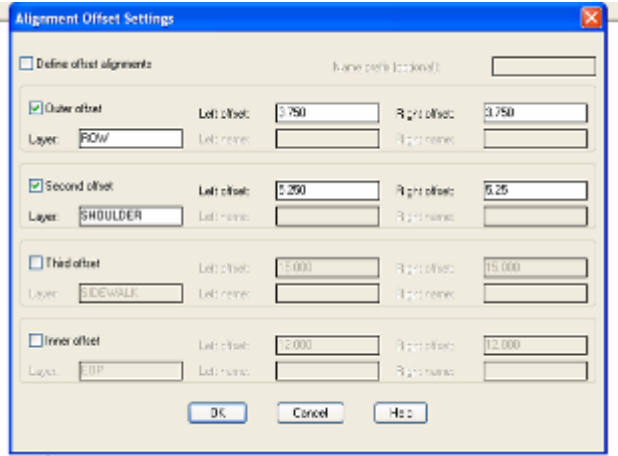 Alignment Offset Settings
Define offset alignments Name prefix (optional):
Outer offset Left offset: 3.750 Right offset: 3.750
Layer: ROW Left name: Right name:
Second offset Left offset: 5.250 Right offset: 5.25
Layer: SHOULDER Left name: Right name:
Third offset Left offset: 15.000 Right offset: 15.000
Layer: SIDEWALK Left name: Right name:
Inner offset Left offset: 12.000 Right offset: 12.000
Layer: EOP Left name: Right name:
OK Cancel Help